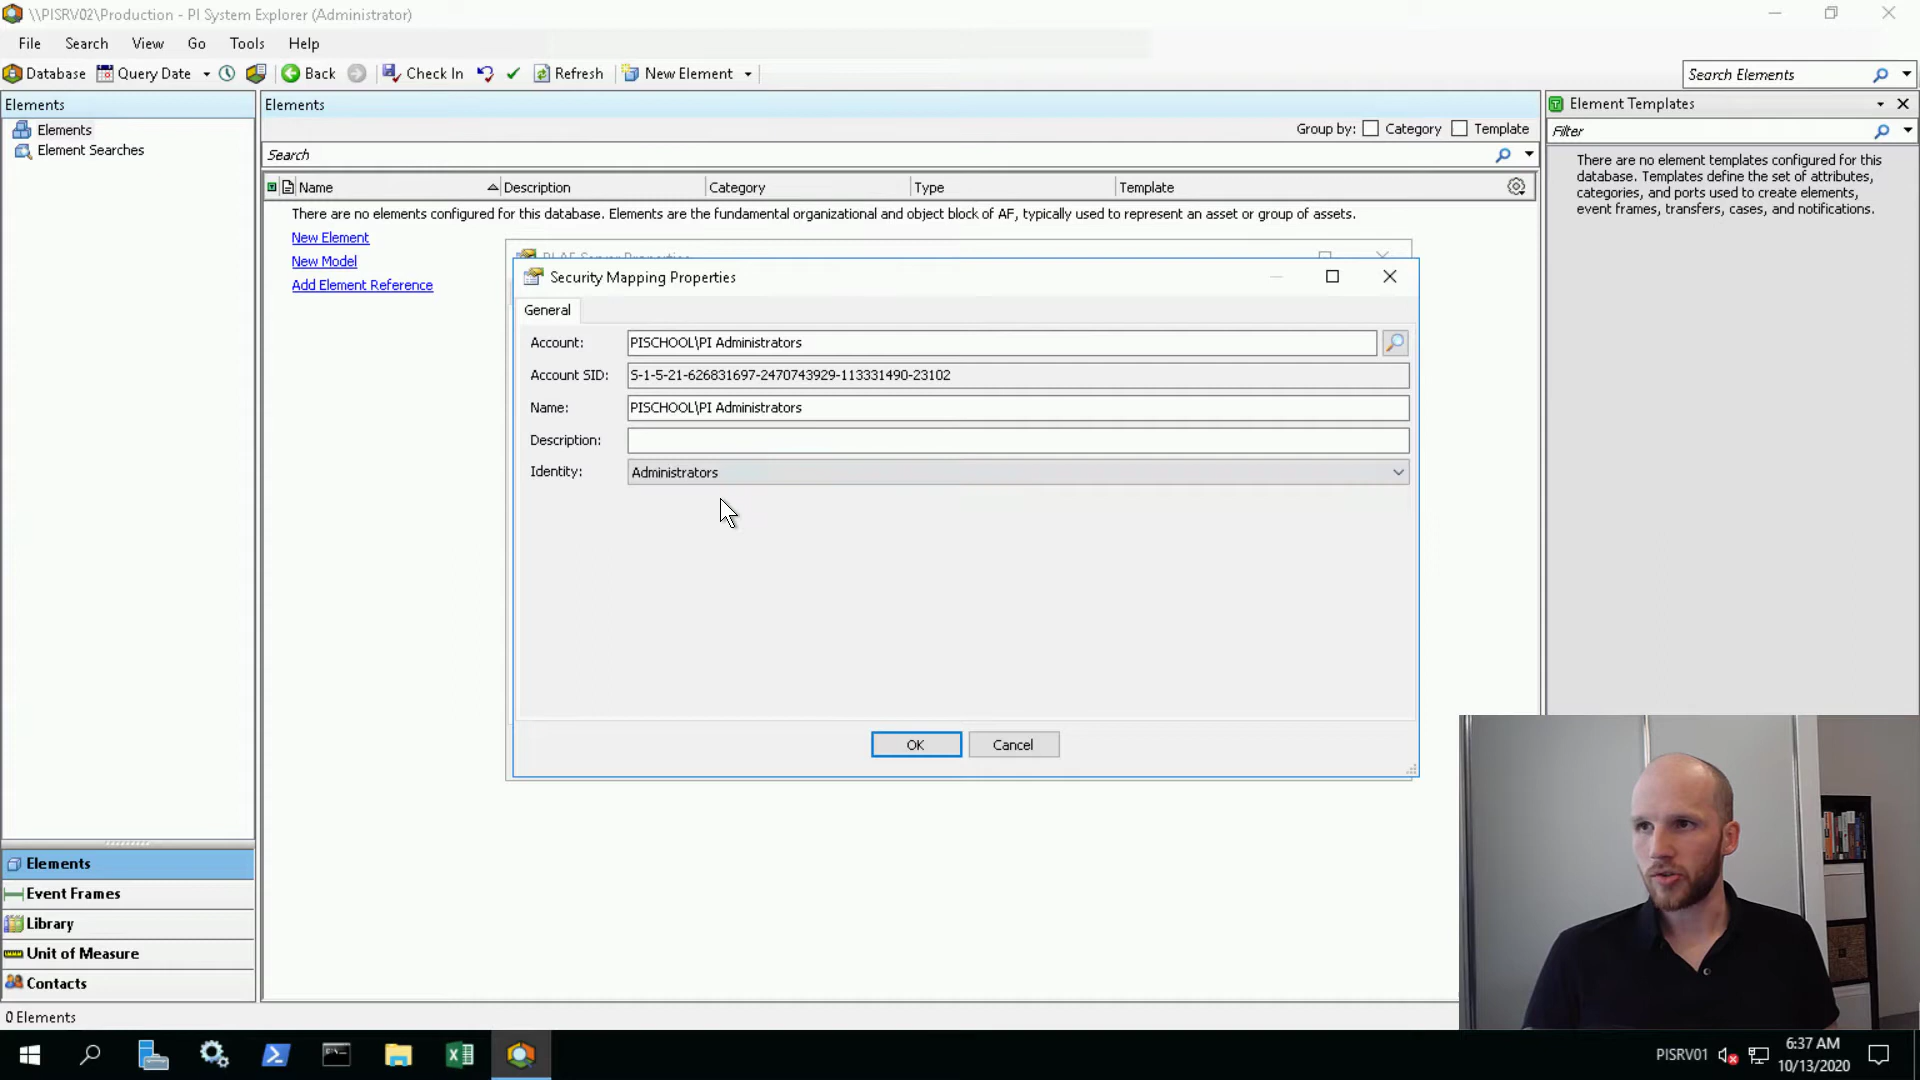 \\PISRV02\Production - PI System Explorer (Administrator)
File Search View Go Tools Help
Database Query Date Back Check In Refresh New Element
Search Elements
Elements
Elements
Element Searches
Elements
Group by: Category Template
Search
Name Description Category Type Template
There are no elements configured for this database. Elements are the fundamental organizational and object block of AF, typically used to represent an asset or group of assets.
New Element
New Model
Add Element Reference
Element Templates
Filter
There are no element templates configured for this
database. Templates define the set of attributes,
categories, and ports used to create elements,
event frames, transfers, cases, and notifications.
PI AF Server Properties
Security Mapping Properties
General
Account: PISCHOOL\PI Administrators
Account SID: S-1-5-21-626831697-2470743929-113331490-23102
Name: PISCHOOL\PI Administrators
Description:
Identity: Administrators
OK Cancel
Elements
Event Frames
Library
Unit of Measure
Contacts
0 Elements
PISRV01
6:37 AM
10/13/2020